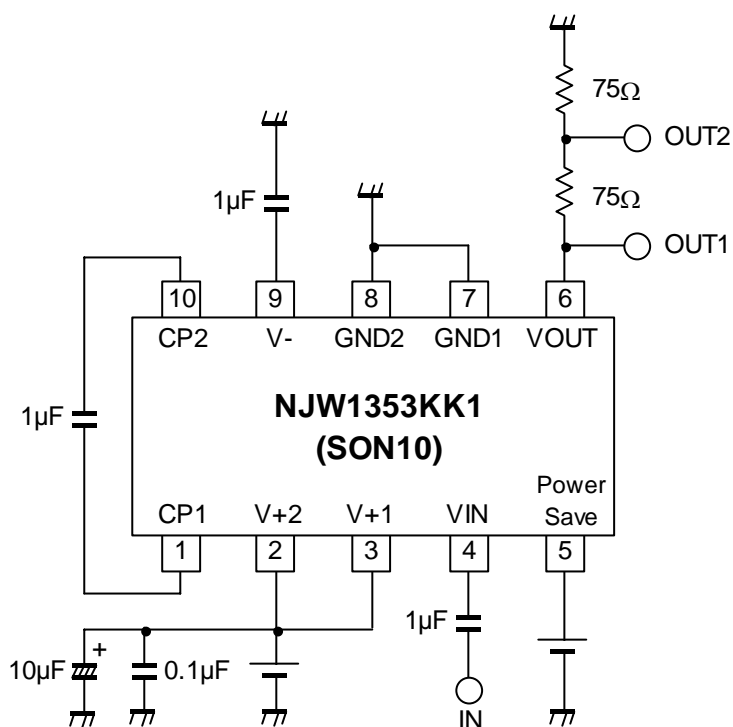 75Ω
OUT2
1µF
75Ω
OUT1
10 9 8 7 6
CP2 V- GND2 GND1 VOUT
1µF
NJW1353KK1
(SON10)
Power
Save
CP1 V+2 V+1 VIN
1 2 3 4 5
1µF
+
10µF 0.1µF
IN